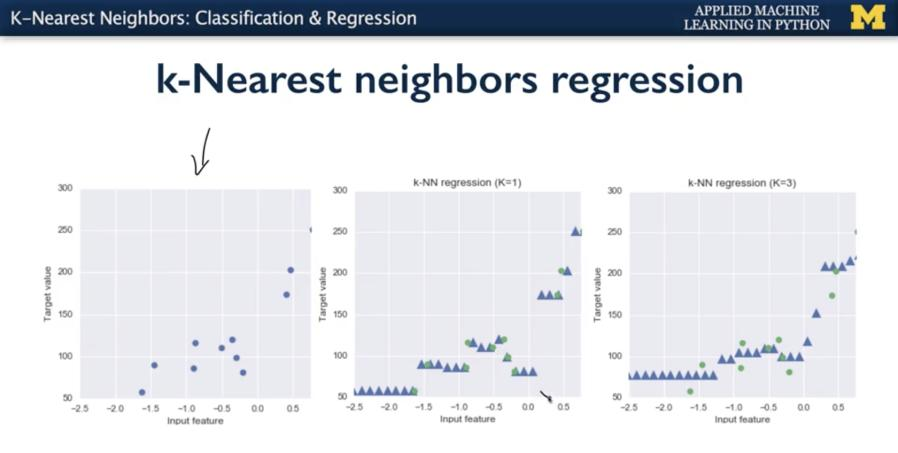 K-Nearest Neighbors: Classification & Regression
APPLIED MACHINE
LEARNING IN PYTHON
M
k-Nearest neighbors regression
300
250
200
150
100
50
Target value
-2.5 -2.0 -1.5 -1.0 -0.5 0.0 0.5
Input feature
k-NN regression (K=1)
300
250
200
150
100
50
Target value
-2.5 -2.0 -1.5 -1.0 -0.5 0.0 0.5
Input feature
k-NN regression (K=3)
300
250
200
150
100
50
Target value
-2.5 -2.0 -1.5 -1.0 -0.5 0.0 0.5
Input feature